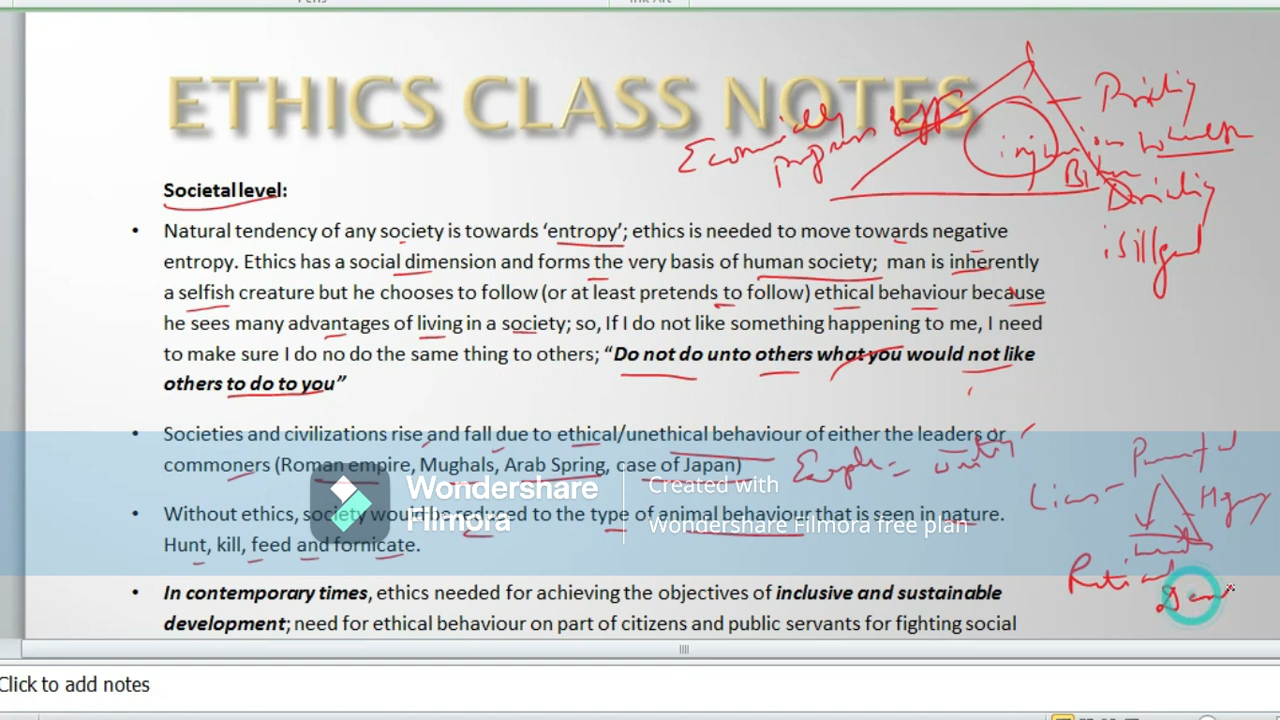 ETHICS CLASS NOTES
Economically
progress
Drinking
is illegal
Societal level:
• Natural tendency of any society is towards ‘entropy’; ethics is needed to move towards negative
entropy. Ethics has a social dimension and forms the very basis of human society; man is inherently
a selfish creature but he chooses to follow (or at least pretends to follow) ethical behaviour because
he sees many advantages of living in a society; so, If I do not like something happening to me, I need
to make sure I do no do the same thing to others; “Do not do unto others what you would not like
others to do to you”
• Societies and civilizations rise and fall due to ethical/unethical behaviour of either the leaders or
commoners (Roman empire, Mughals, Arab Spring, case of Japan)
Wondershare
Filmora
Created with
Wondershare Filmora free plan
• Without ethics, society would be reduced to the type of animal behaviour that is seen in nature.
Hunt, kill, feed and fornicate.
• In contemporary times, ethics needed for achieving the objectives of inclusive and sustainable
development; need for ethical behaviour on part of citizens and public servants for fighting social
Click to add notes